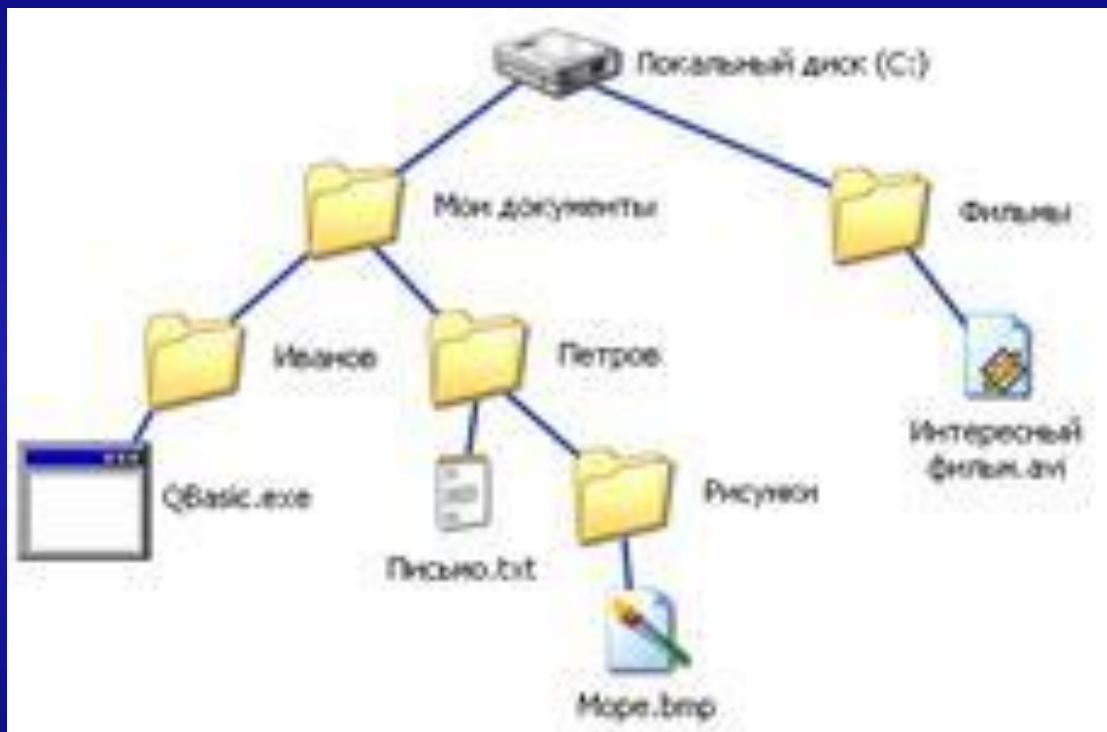 Локальный диск (C:)
Мои документы
Фильмы
Иванов
Петров
Интересный
фильм.avi
QBasic.exe
Рисунки
Письмо.txt
Море.bmp